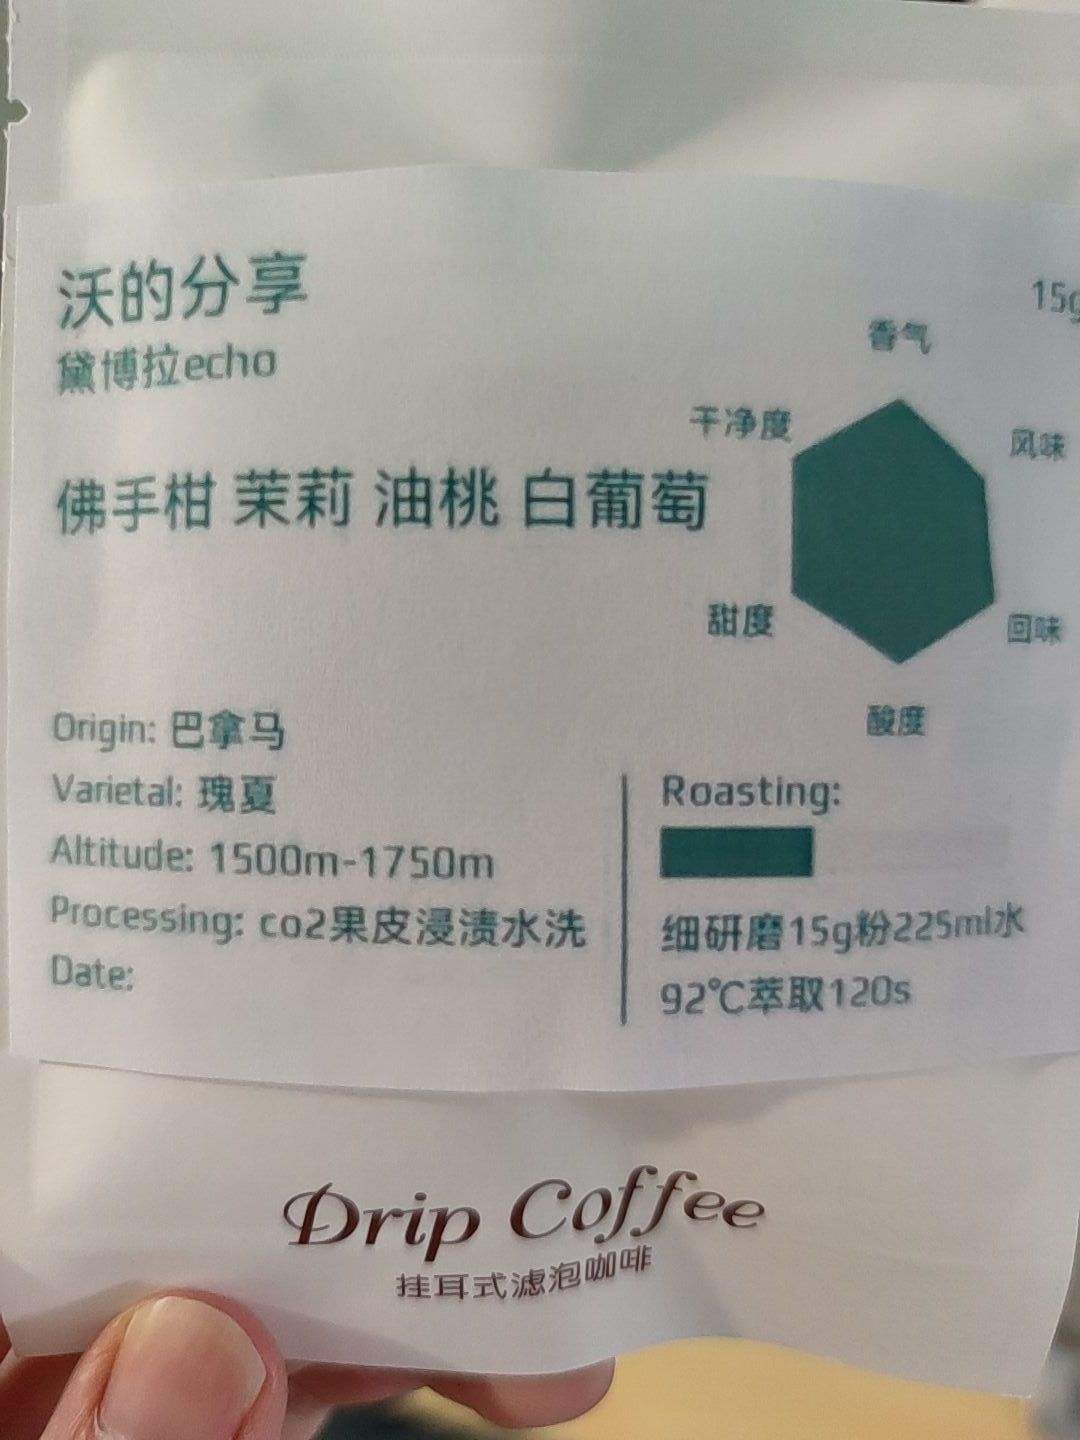 沃的分享
黛博拉echo
15g
香气
干净度
风味
佛手柑 茉莉 油桃 白葡萄
甜度
回味
酸度
Origin: 巴拿马
Varietal: 瑰夏
Altitude: 1500m-1750m
Processing: co2果皮浸渍水洗
Date:
Roasting:
细研磨15g粉225ml水
92℃萃取120s
Drip Coffee
挂耳式滤泡咖啡